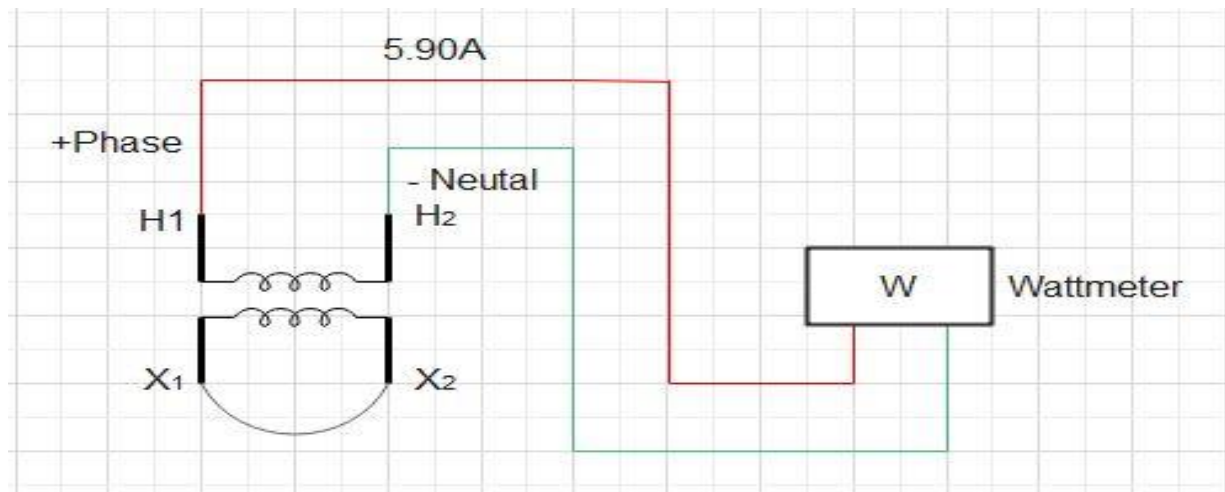 5.90A
+Phase
- Neutal
H1
H₂
W
Wattmeter
X₁
X₂